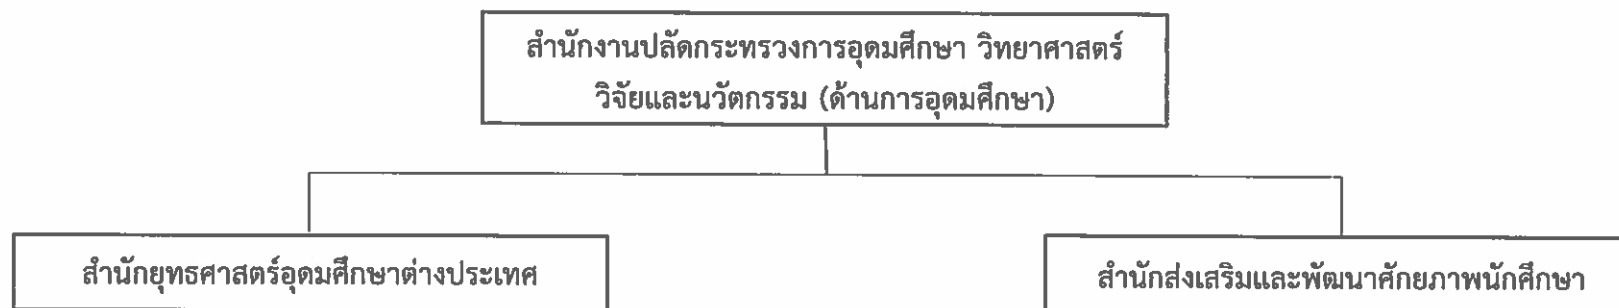 สำนักงานปลัดกระทรวงการอุดมศึกษา วิทยาศาสตร์
วิจัยและนวัตกรรม (ด้านการอุดมศึกษา)
สำนักยุทธศาสตร์อุดมศึกษาต่างประเทศ
สำนักส่งเสริมและพัฒนาศักยภาพนักศึกษา